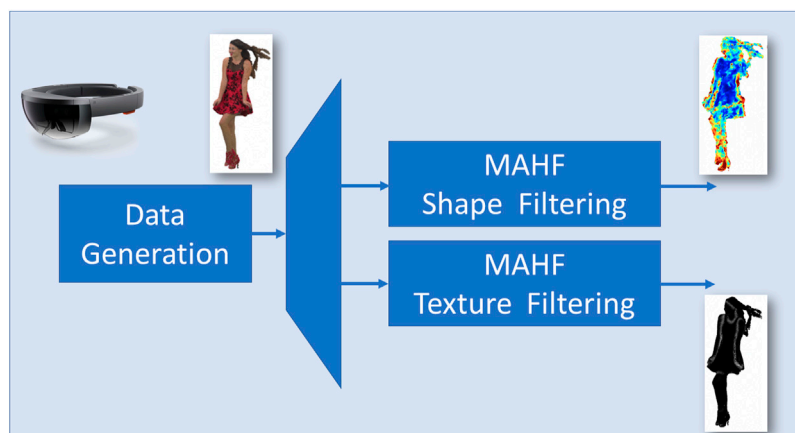 Data
Generation
MAHF
Shape Filtering
MAHF
Texture Filtering